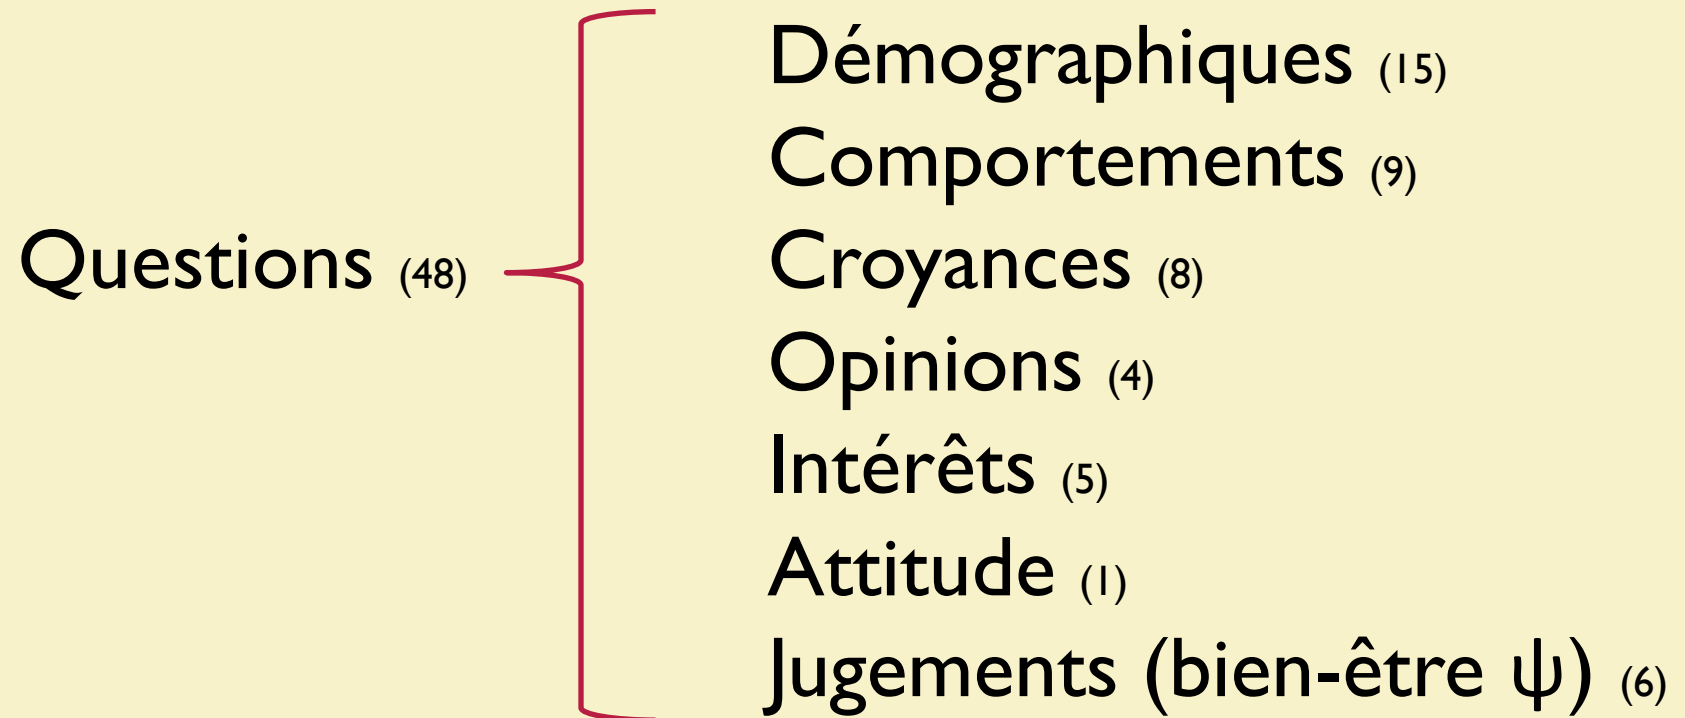 Démographiques (15)
Comportements (9)
Questions (48)
Croyances (8)
Opinions (4)
Intérêts (5)
Attitude (1)
Jugements (bien-être ψ) (6)